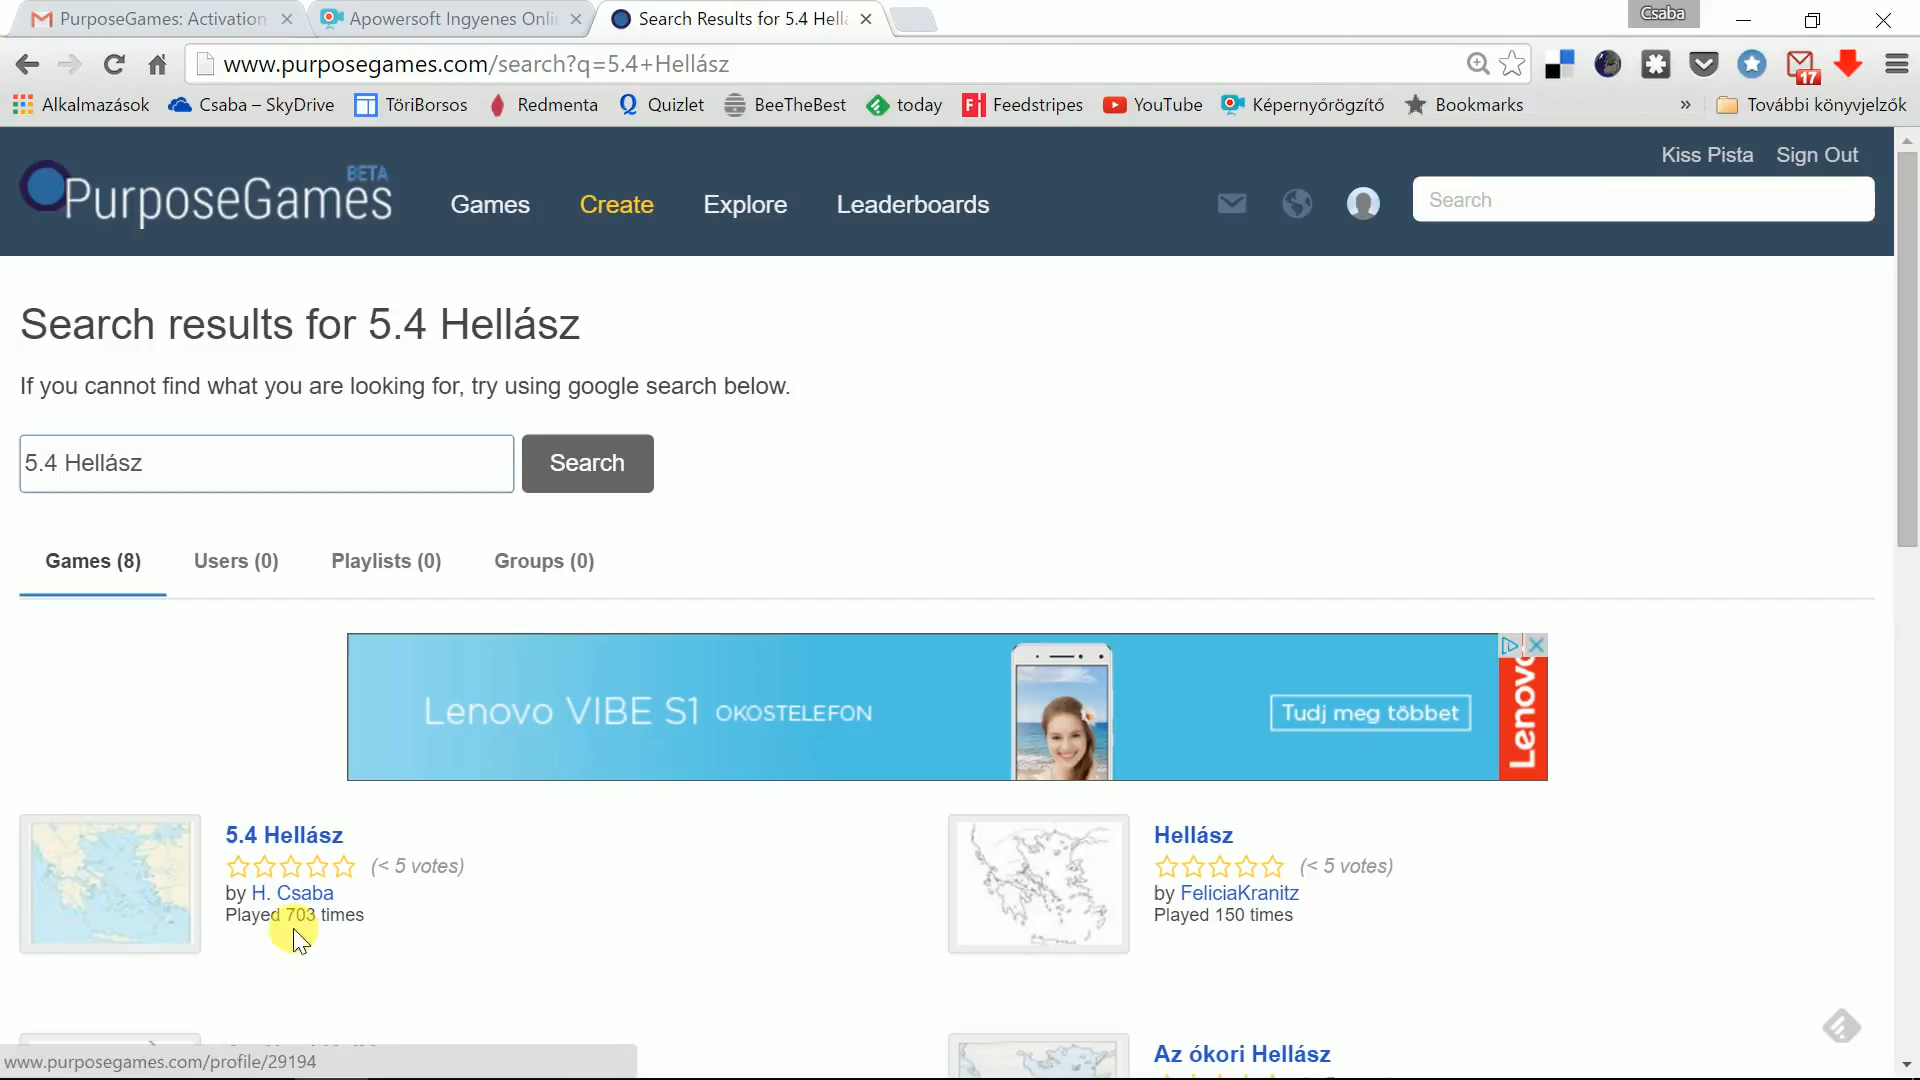 PurposeGames: Activation
Apowersoft Ingyenes Onli
Search Results for 5.4 Hell
Csaba
www.purposegames.com/search?q=5.4+Hellász
17
Alkalmazások
Csaba – SkyDrive
TöriBorsos
Redmenta
Quizlet
BeeTheBest
today
Feedstripes
YouTube
Képernyőrögzítő
Bookmarks
»
További könyvjelzők
Kiss Pista
Sign Out
PurposeGames
BETA
Games
Create
Explore
Leaderboards
Search
Search results for 5.4 Hellász
If you cannot find what you are looking for, try using google search below.
5.4 Hellász
Search
Games (8)
Users (0)
Playlists (0)
Groups (0)
Lenovo VIBE S1 OKOSTELEFON
Tudj meg többet
Lenovo
5.4 Hellász
(< 5 votes)
by H. Csaba
Played 703 times
Hellász
(< 5 votes)
by FeliciaKranitz
Played 150 times
Az ókori Hellász
www.purposegames.com/profile/29194